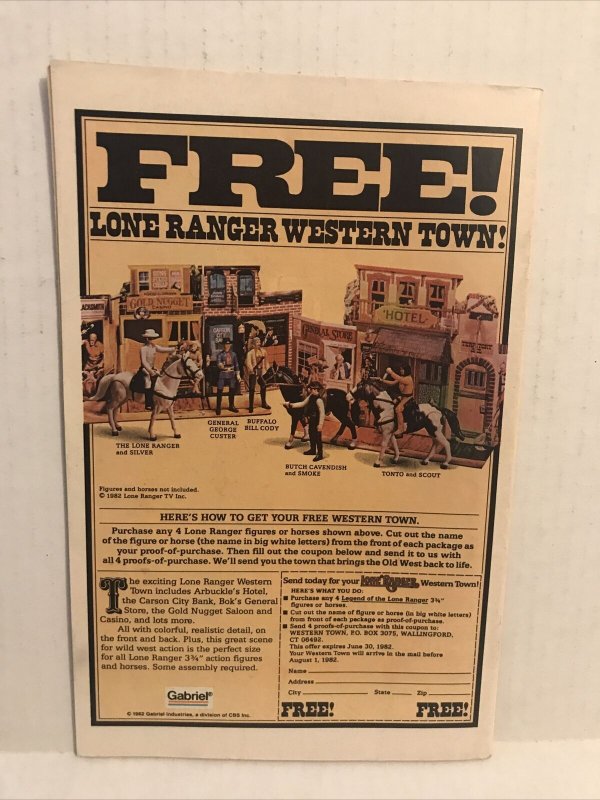 FREE!
LONE RANGER WESTERN TOWN!
GOLD NUGGET
CASINO
GENERAL STORE
HOTEL
THE LONE RANGER
and SILVER
GENERAL
GEORGE
CUSTER
BUFFALO
BILL CODY
BUTCH CAVENDISH
and SMOKE
TONTO and SCOUT
Figures and horses not included.
© 1982 Lone Ranger TV Inc.
HERE'S HOW TO GET YOUR FREE WESTERN TOWN.
Purchase any 4 Lone Ranger figures or horses shown above. Cut out the name
of the figure or horse (the name in big white letters) from the front of each package as
your proof-of-purchase. Then fill out the coupon below and send it to us with
all 4 proofs-of-purchase. We'll send you the town that brings the Old West back to life.
The exciting Lone Ranger Western
Town includes Arbuckle's Hotel,
the Carson City Bank, Bok's General
Store, the Gold Nugget Saloon and
Casino, and lots more.
All with colorful, realistic detail, on
the front and back. Plus, this great scene
for wild west action is the perfect size
for all Lone Ranger 3¾" action figures
and horses. Some assembly required.
Gabriel®
© 1982 Gabriel Industries, a division of CBS Inc.
Send today for your LONE RANGER Western Town!
HERE'S WHAT YOU DO:
■ Purchase any 4 Legend of the Lone Ranger 3¾"
figures or horses.
■ Cut out the name of figure or horse (in big white letters)
from front of each package as proof-of-purchase.
■ Send 4 proofs-of-purchase with this coupon to:
WESTERN TOWN, P.O. BOX 3075, WALLINGFORD,
CT 06492.
This offer expires June 30, 1982.
Your Western Town will arrive in the mail before
August 1, 1982.
Name
Address
City State Zip
FREE! FREE!